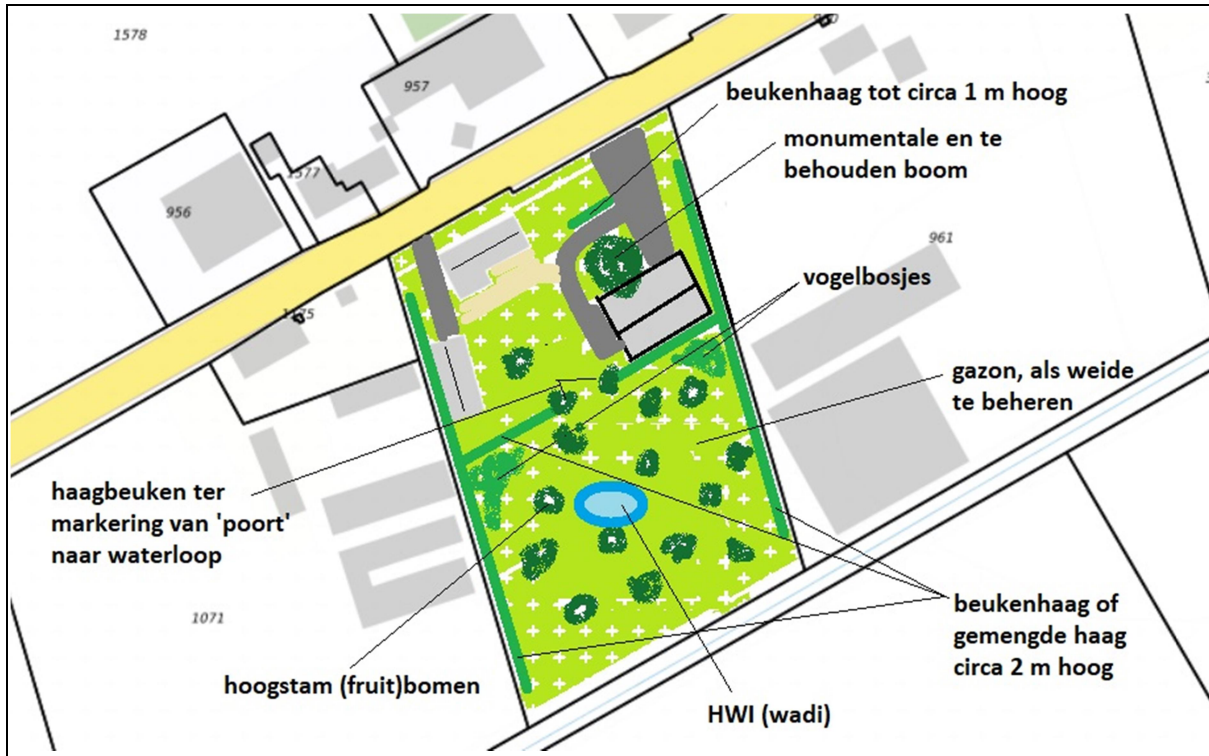 1578
957
beukenhaag tot circa 1 m hoog
monumentale en te
behouden boom
1577
956
961
vogelbosjes
1175
gazon, als weide
te beheren
haagbeuken ter
markering van 'poort'
naar waterloop
beukenhaag of
gemengde haag
circa 2 m hoog
1071
hoogstam (fruit)bomen
HWI (wadi)